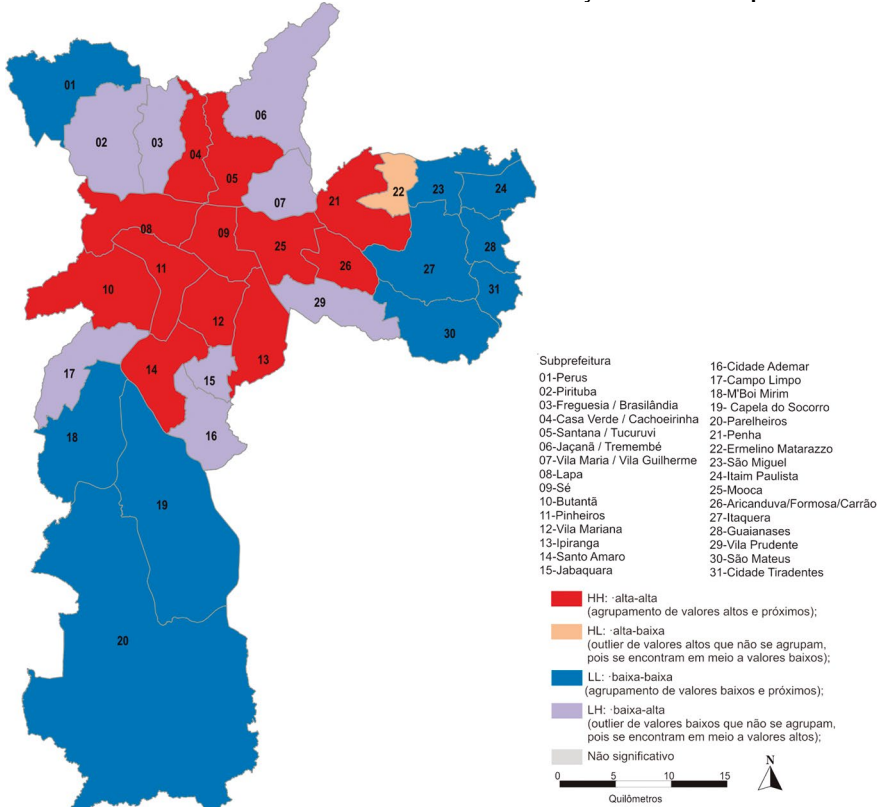 01
02
03
04
05
06
07
08
09
10
11
12
13
14
15
16
17
18
19
20
21
22
23
24
25
26
27
28
29
30
31
Subprefeitura
01-Perus
02-Pirituba
03-Freguesia / Brasilândia
04-Casa Verde / Cachoeirinha
05-Santana / Tucuruvi
06-Jaçanã / Tremembé
07-Vila Maria / Vila Guilherme
08-Lapa
09-Sé
10-Butantã
11-Pinheiros
12-Vila Mariana
13-Ipiranga
14-Santo Amaro
15-Jabaquara
16-Cidade Ademar
17-Campo Limpo
18-M'Boi Mirim
19- Capela do Socorro
20-Parelheiros
21-Penha
22-Ermelino Matarazzo
23-São Miguel
24-Itaim Paulista
25-Mooca
26-Aricanduva/Formosa/Carrão
27-Itaquera
28-Guaianases
29-Vila Prudente
30-São Mateus
31-Cidade Tiradentes
HH: ·alta-alta
(agrupamento de valores altos e próximos);
HL: ·alta-baixa
(outlier de valores altos que não se agrupam,
pois se encontram em meio a valores baixos);
LL: ·baixa-baixa
(agrupamento de valores baixos e próximos);
LH: ·baixa-alta
(outlier de valores baixos que não se agrupam,
pois se encontram em meio a valores altos);
Não significativo
0 5 10 15
Quilômetros
N